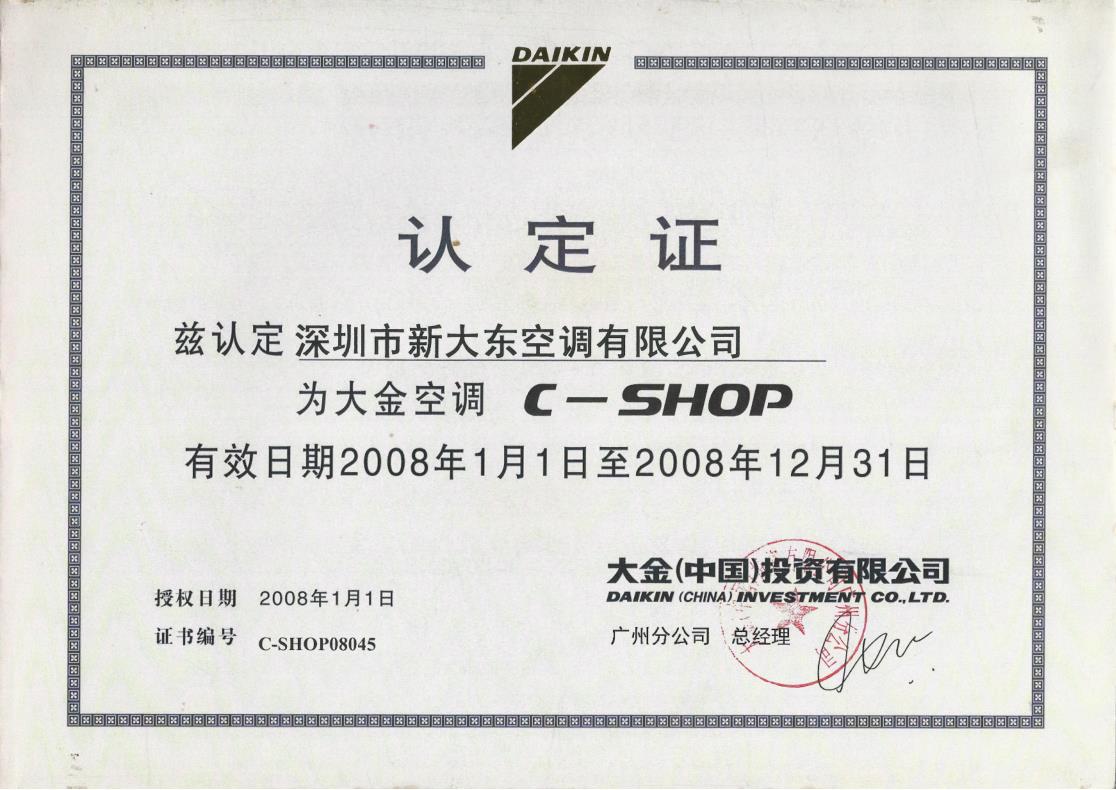 DAIKIN
认定证
兹认定 深圳市新大东空调有限公司
为大金空调 C-SHOP
有效日期2008年1月1日至2008年12月31日
大金(中国)投资有限公司
DAIKIN (CHINA) INVESTMENT CO.,LTD.
授权日期 2008年1月1日
广州分公司 总经理
证书编号 C-SHOP08045